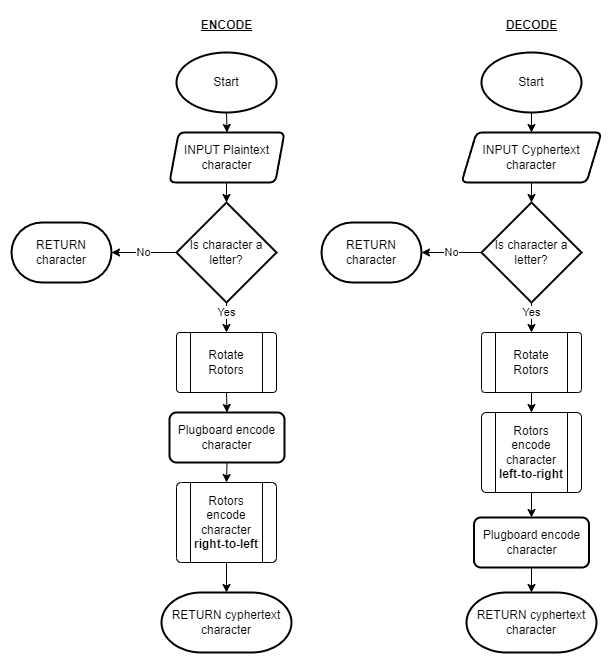 ENCODE
Start
INPUT Plaintext
character
Is character a
letter?
No
RETURN
character
Yes
Rotate
Rotors
Plugboard encode
character
Rotors
encode
character
right-to-left
RETURN cyphertext
character
DECODE
Start
INPUT Cyphertext
character
Is character a
letter?
No
RETURN
character
Yes
Rotate
Rotors
Rotors
encode
character
left-to-right
Plugboard encode
character
RETURN cyphertext
character